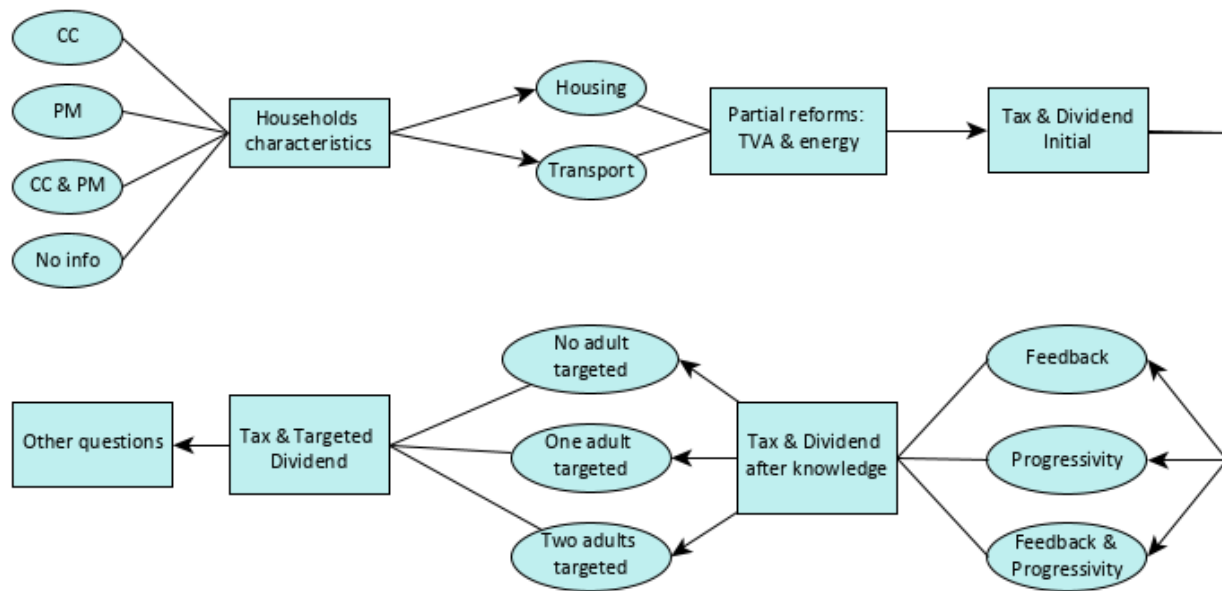 CC
PM
CC & PM
No info
Households
characteristics
Housing
Transport
Partial reforms:
TVA & energy
Tax & Dividend
Initial
Feedback
Progressivity
Feedback &
Progressivity
Tax & Dividend
after knowledge
No adult
targeted
One adult
targeted
Two adults
targeted
Tax & Targeted
Dividend
Other questions